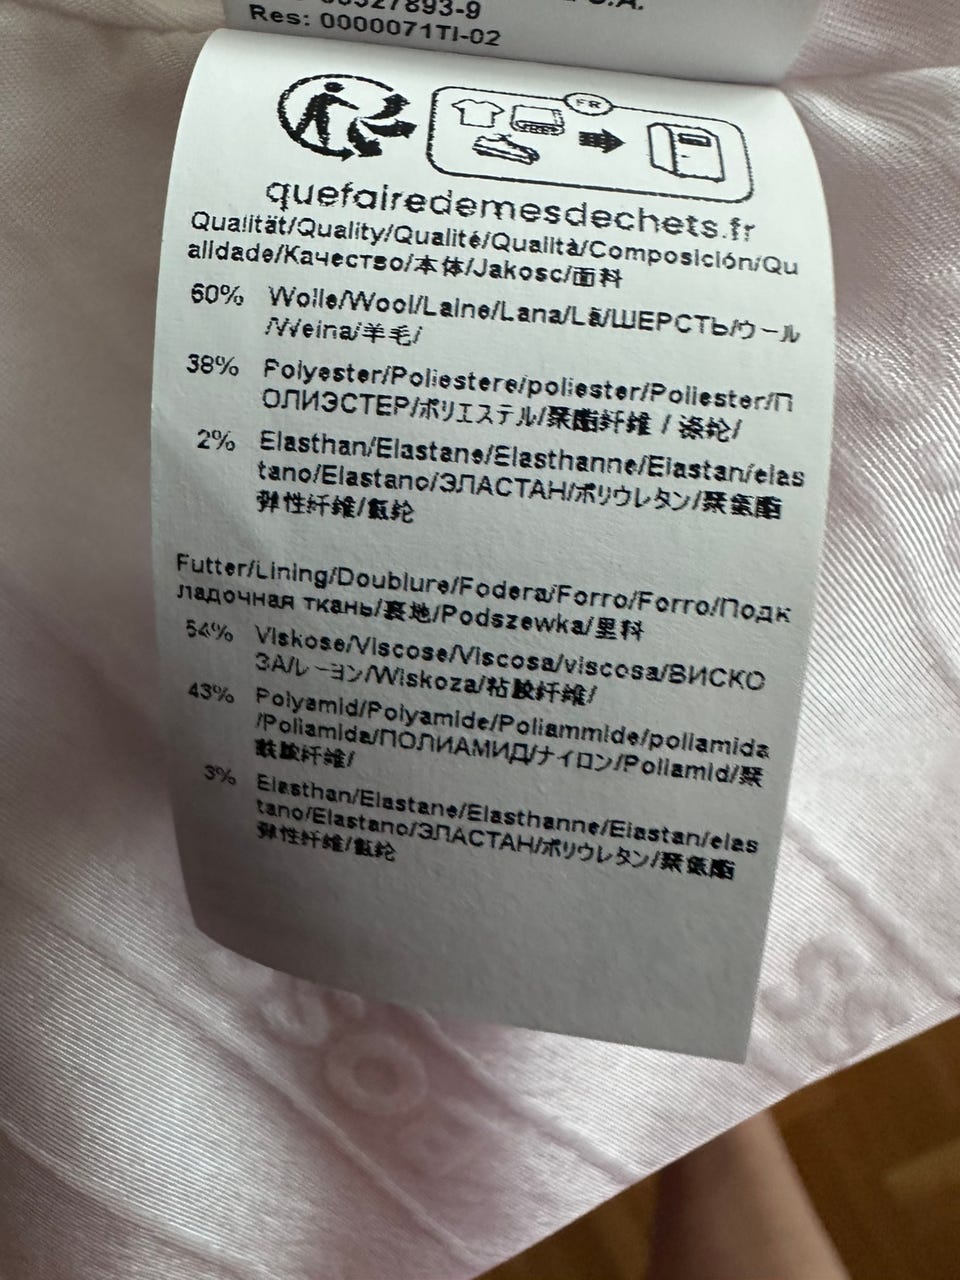 Res: 0000071TI-02
FR
quefairedemesdechets.fr
Qualität/Quality/Qualité/Qualità/Composición/Qu
alidade/Качество/本体/Jakosc/面料
60% Wolle/Wool/Laine/Lana/Lã/ШЕРСТЬ/ウール
/Weina/羊毛/
38% Polyester/Poliestere/poliester/Poliester/П
ОЛИЭСТЕР/ポリエステル/聚酯纤维 / 涤纶/
2% Elasthan/Elastane/Elasthanne/Elastan/elas
tano/Elastano/ЭЛАСТАН/ポリウレタン/聚氨酯
弹性纤维/氨纶
Futter/Lining/Doublure/Fodera/Forro/Forro/Подк
ладочная ткань/裏地/Podszewka/里料
54% Viskose/Viscose/Viscosa/viscosa/ВИСКО
ЗА/レーヨン/Wiskoza/粘胶纤维/
43% Polyamid/Polyamide/Poliammide/poliamida
/Poliamida/ПОЛИАМИД/ナイロン/Poliamid/聚
酰胺纤维/
3% Elasthan/Elastane/Elasthanne/Elastan/elas
tano/Elastano/ЭЛАСТАН/ポリウレタン/聚氨酯
弹性纤维/氨纶